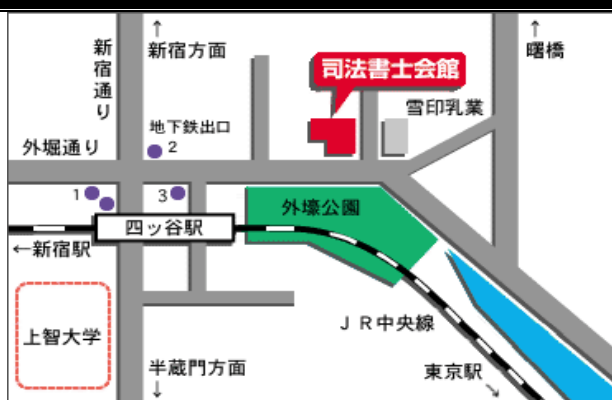 ↑
新宿方面
↑
曙橋
新宿通り
司法書士会館
雪印乳業
地下鉄出口
2
外堀通り
1
3
外壕公園
四ッ谷駅
←新宿駅
上智大学
JR中央線
半蔵門方面
↓
東京駅
→